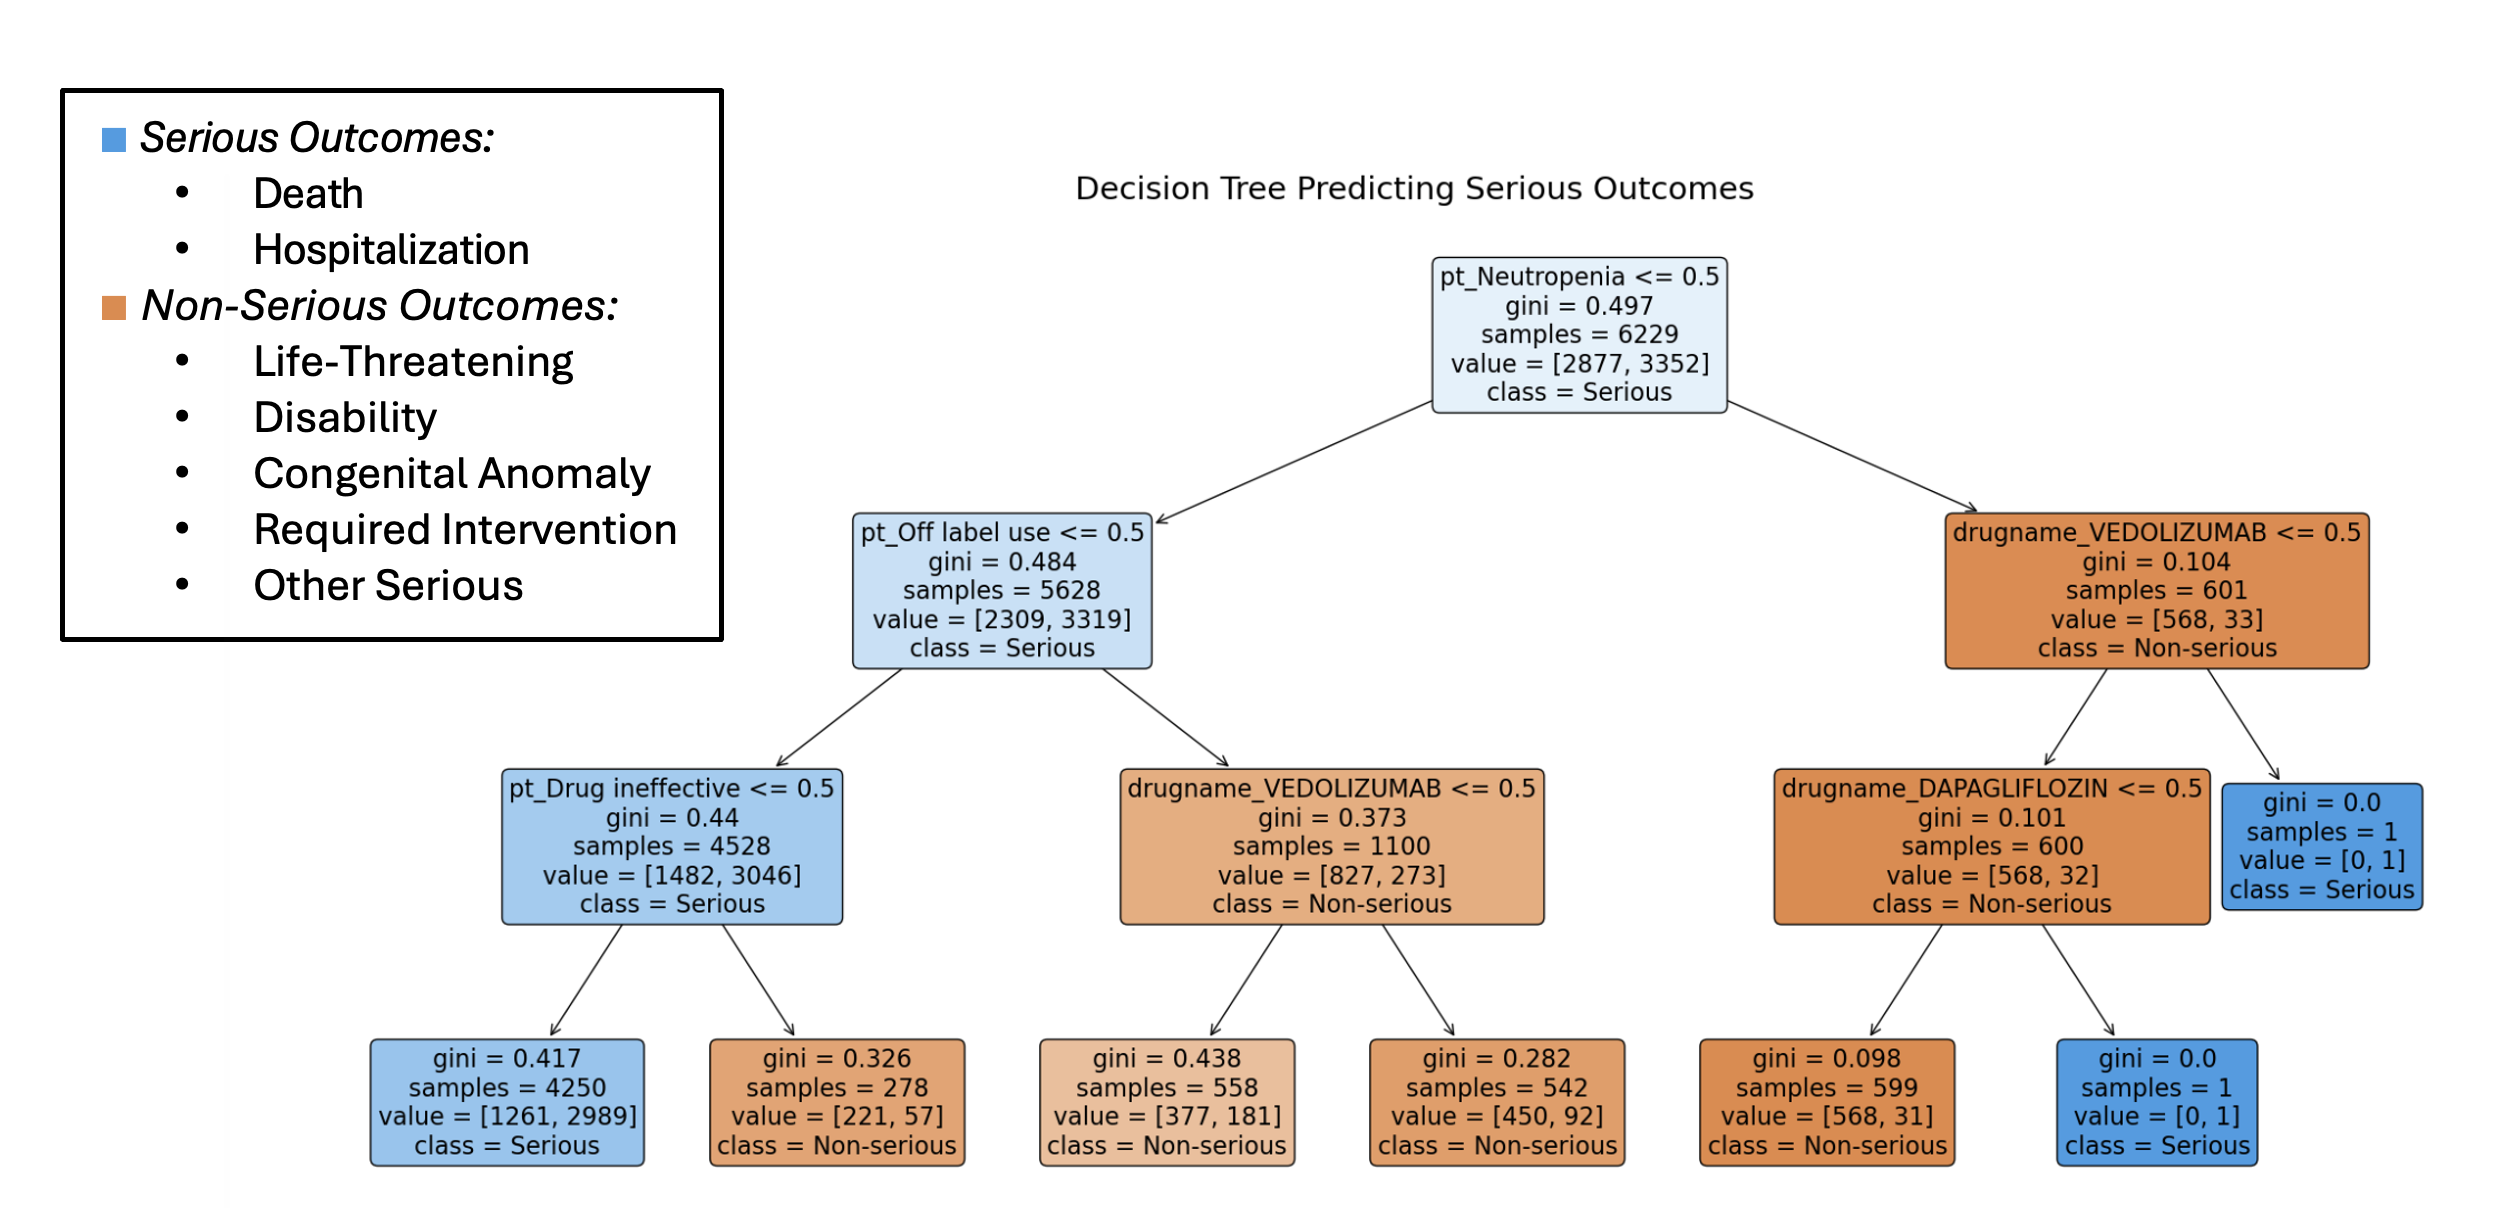 Serious Outcomes:
• Death
• Hospitalization
Non-Serious Outcomes:
• Life-Threatening
• Disability
• Congenital Anomaly
• Required Intervention
• Other Serious
Decision Tree Predicting Serious Outcomes
pt_Neutropenia <= 0.5
gini = 0.497
samples = 6229
value = [2877, 3352]
class = Serious
pt_Off label use <= 0.5
gini = 0.484
samples = 5628
value = [2309, 3319]
class = Serious
drugname_VEDOLIZUMAB <= 0.5
gini = 0.104
samples = 601
value = [568, 33]
class = Non-serious
pt_Drug ineffective <= 0.5
gini = 0.44
samples = 4528
value = [1482, 3046]
class = Serious
drugname_VEDOLIZUMAB <= 0.5
gini = 0.373
samples = 1100
value = [827, 273]
class = Non-serious
drugname_DAPAGLIFLOZIN <= 0.5
gini = 0.101
samples = 600
value = [568, 32]
class = Non-serious
gini = 0.0
samples = 1
value = [0, 1]
class = Serious
gini = 0.417
samples = 4250
value = [1261, 2989]
class = Serious
gini = 0.326
samples = 278
value = [221, 57]
class = Non-serious
gini = 0.438
samples = 558
value = [377, 181]
class = Non-serious
gini = 0.282
samples = 542
value = [450, 92]
class = Non-serious
gini = 0.098
samples = 599
value = [568, 31]
class = Non-serious
gini = 0.0
samples = 1
value = [0, 1]
class = Serious